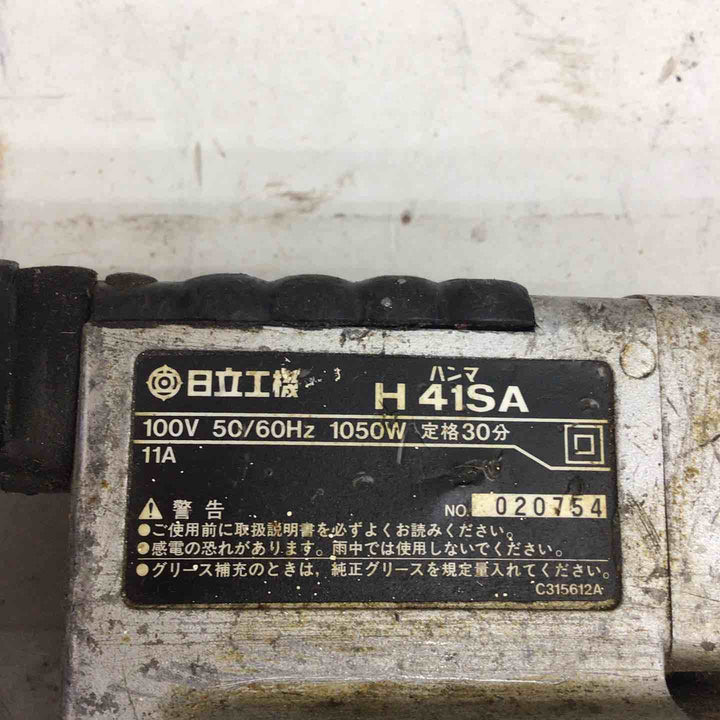 日立工機
ハンマ
H 41SA
100V 50/60Hz 1050W 定格30分
11A
警告
NO. 020754
●ご使用前に取扱説明書を必ずよくお読みください。
●感電の恐れがあります。雨中では使用しないでください。
●グリース補充のときは,純正グリースを規定量入れてください。
C315612A